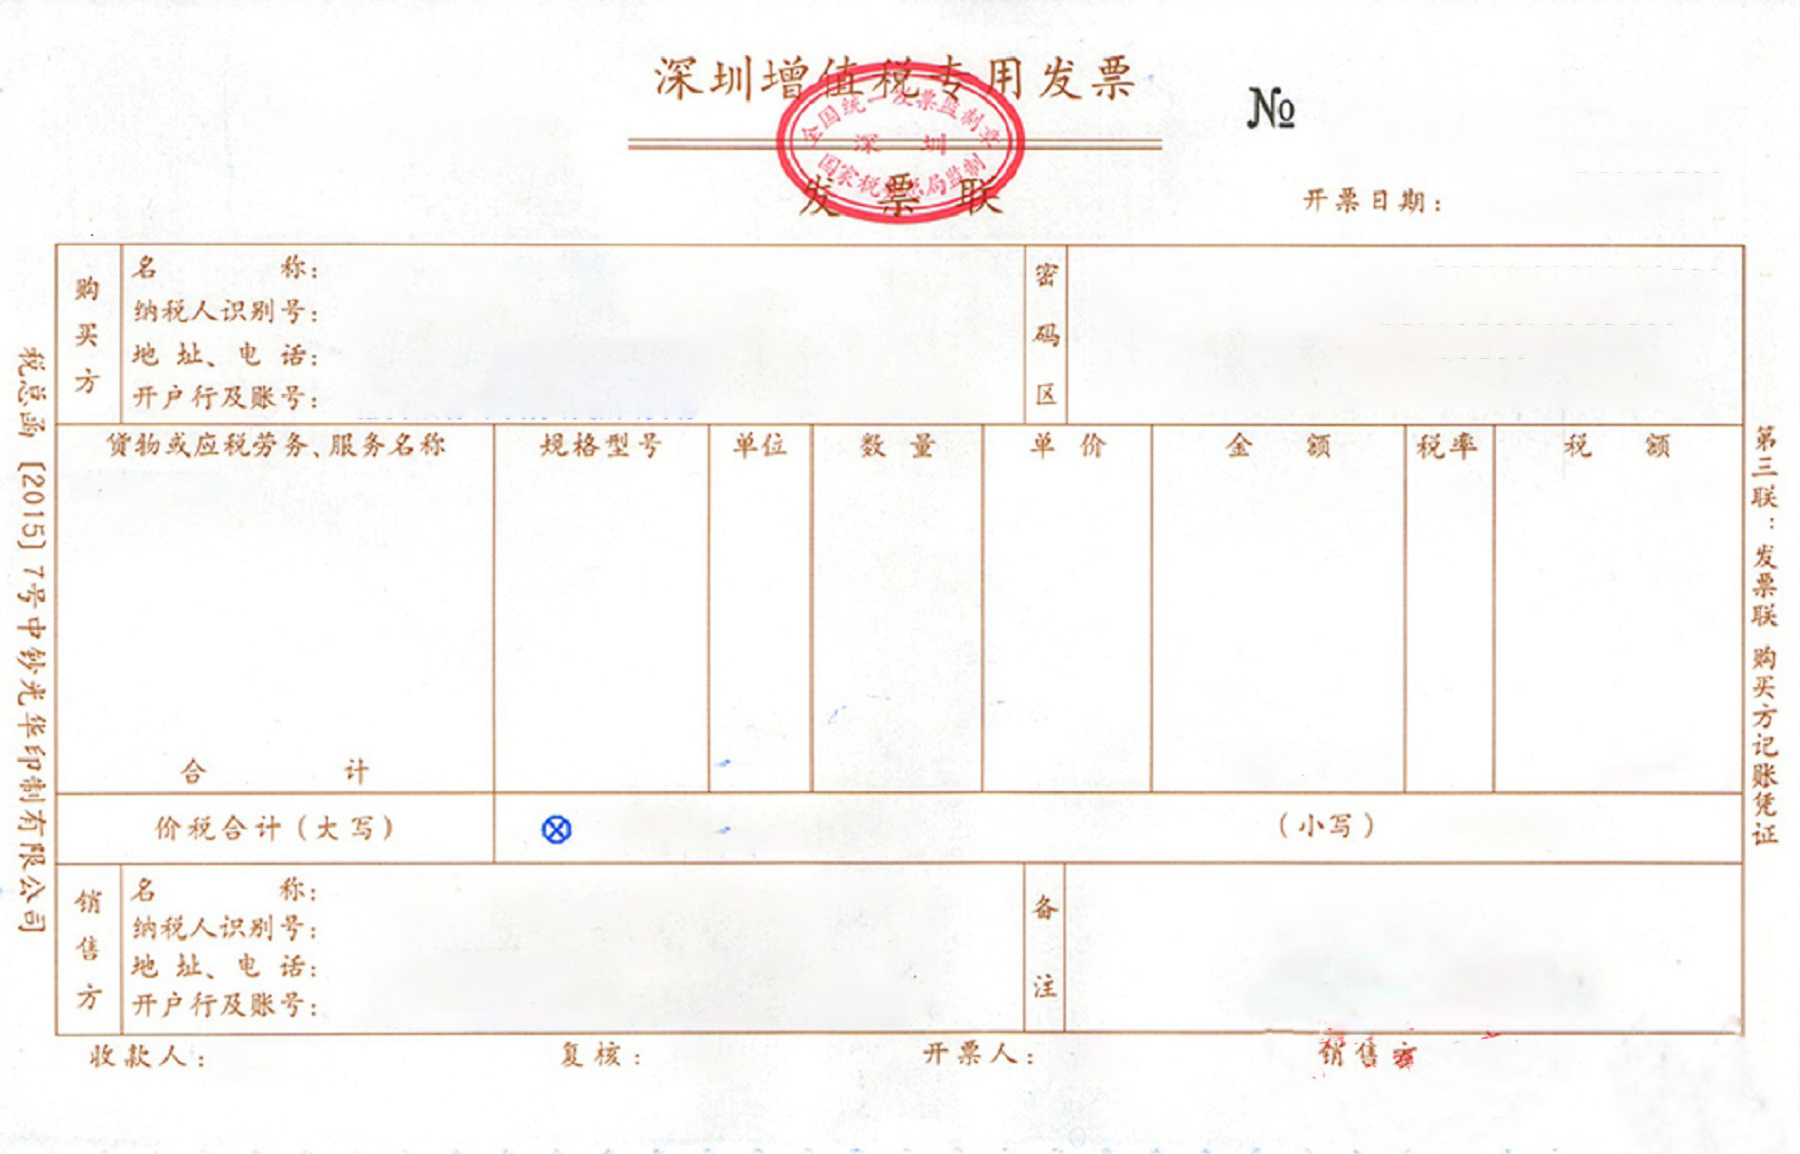 深圳增值税专用发票
No
全国统一发票监制章
深 圳
国家税务总局监制
发 票 联
开票日期：
购买方
名 称：
纳税人识别号：
地 址、电 话：
开户行及账号：
密码区
货物或应税劳务、服务名称 规格型号 单位 数 量 单 价 金 额 税率 税 额
合 计
价税合计（大写） （小写）
销售方
名 称：
纳税人识别号：
地 址、电 话：
开户行及账号：
备注
收款人： 复核： 开票人： 销售方
税总函［2015］7号中钞光华印制有限公司
第三联：发票联 购买方记账凭证